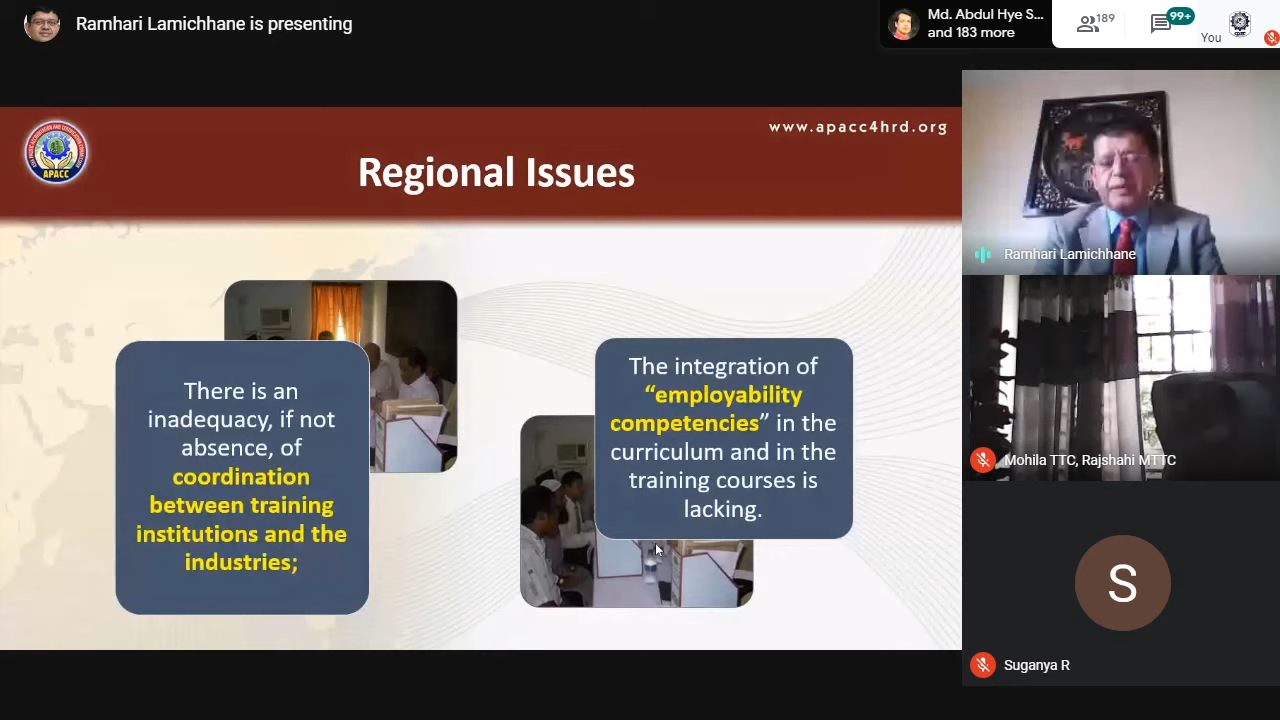 Ramhari Lamichhane is presenting
Md. Abdul Hye S...
and 183 more
189
99+
You
www.apacc4hrd.org
APACC
Regional Issues
There is an
inadequacy, if not
absence, of
coordination
between training
institutions and the
industries;
The integration of
“employability
competencies” in the
curriculum and in the
training courses is
lacking.
Ramhari Lamichhane
Mohila TTC, Rajshahi MTTC
S
Suganya R